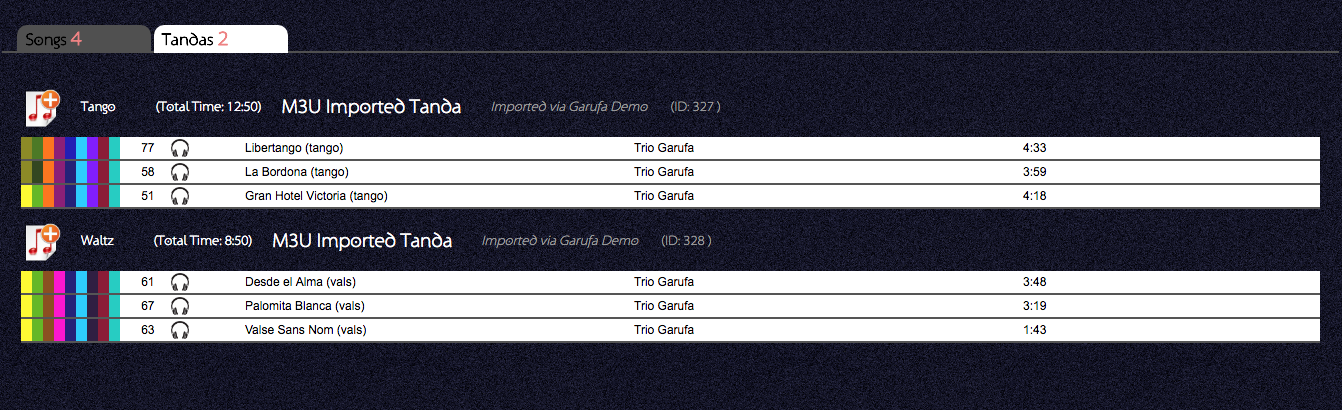 Songs 4 Tandas 2
Tango (Total Time: 12:50) M3U Imported Tanda Imported via Garufa Demo (ID: 327 )
77 Libertango (tango) Trio Garufa 4:33
58 La Bordona (tango) Trio Garufa 3:59
51 Gran Hotel Victoria (tango) Trio Garufa 4:18
Waltz (Total Time: 8:50) M3U Imported Tanda Imported via Garufa Demo (ID: 328 )
61 Desde el Alma (vals) Trio Garufa 3:48
67 Palomita Blanca (vals) Trio Garufa 3:19
63 Valse Sans Nom (vals) Trio Garufa 1:43